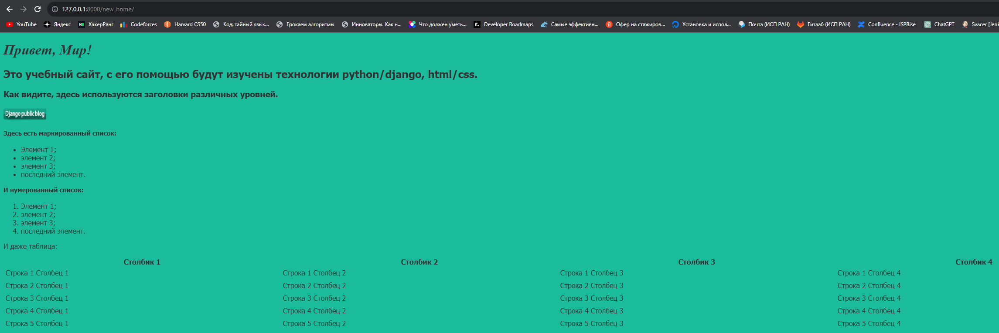 127.0.0.1:8000/new_home/
YouTube Яндекс ХакерРанг Codeforces Harvard CS50 Код: тайный язык... Грокаем алгоритмы Инноваторы. Как н... Что должен уметь... Developer Roadmaps Самые эффективн... Офер на стажиров... Установка и испол... Почта (ИСП РАН) Гитлаб (ИСП РАН) Confluence - ISPRise ChatGPT Svacer [Jenk
Привет, Мир!
Это учебный сайт, с его помощью будут изучены технологии python/django, html/css.
Как видите, здесь используются заголовки различных уровней.
Django public blog
Здесь есть маркированный список:
• Элемент 1;
• элемент 2;
• элемент 3;
• последний элемент.
И нумерованный список:
1. Элемент 1;
2. элемент 2;
3. элемент 3;
4. последний элемент.
И даже таблица:
Столбик 1 Столбик 2 Столбик 3 Столбик 4
Строка 1 Столбец 1 Строка 1 Столбец 2 Строка 1 Столбец 3 Строка 1 Столбец 4
Строка 2 Столбец 1 Строка 2 Столбец 2 Строка 2 Столбец 3 Строка 2 Столбец 4
Строка 3 Столбец 1 Строка 3 Столбец 2 Строка 3 Столбец 3 Строка 3 Столбец 4
Строка 4 Столбец 1 Строка 4 Столбец 2 Строка 4 Столбец 3 Строка 4 Столбец 4
Строка 5 Столбец 1 Строка 5 Столбец 2 Строка 5 Столбец 3 Строка 5 Столбец 4